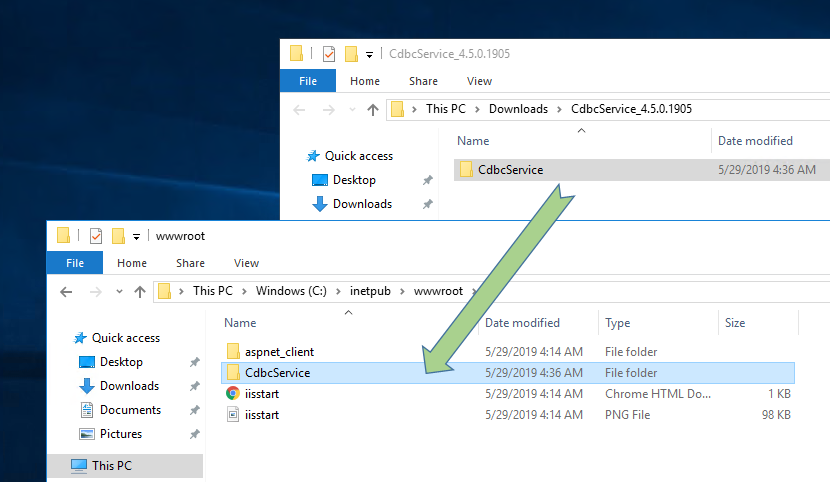 CdbcService_4.5.0.1905
File Home Share View
This PC Downloads CdbcService_4.5.0.1905
Name Date modified
Quick access
CdbcService 5/29/2019 4:36 AM
Desktop
Downloads
wwwroot
File Home Share View
This PC Windows (C:) inetpub wwwroot
Name Date modified Type Size
Quick access
aspnet_client 5/29/2019 4:14 AM File folder
Desktop
CdbcService 5/29/2019 4:36 AM File folder
Downloads
iisstart 5/29/2019 4:14 AM Chrome HTML Do... 1 KB
Documents
iisstart 5/29/2019 4:14 AM PNG File 98 KB
Pictures
This PC